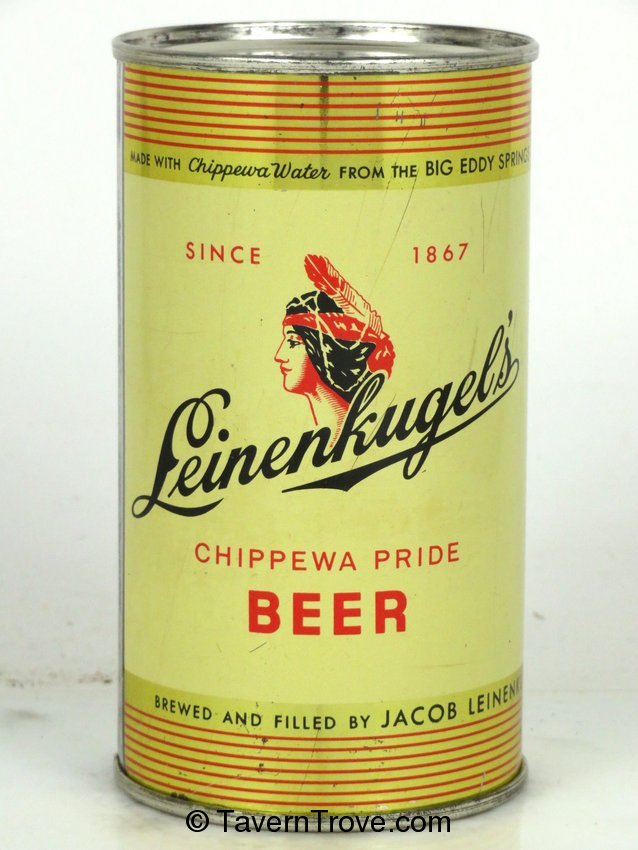 MADE WITH Chippewa Water FROM THE BIG EDDY SPRINGS
SINCE 1867
Leinenkugel's
CHIPPEWA PRIDE
BEER
BREWED AND FILLED BY JACOB
© TavernTrove.com